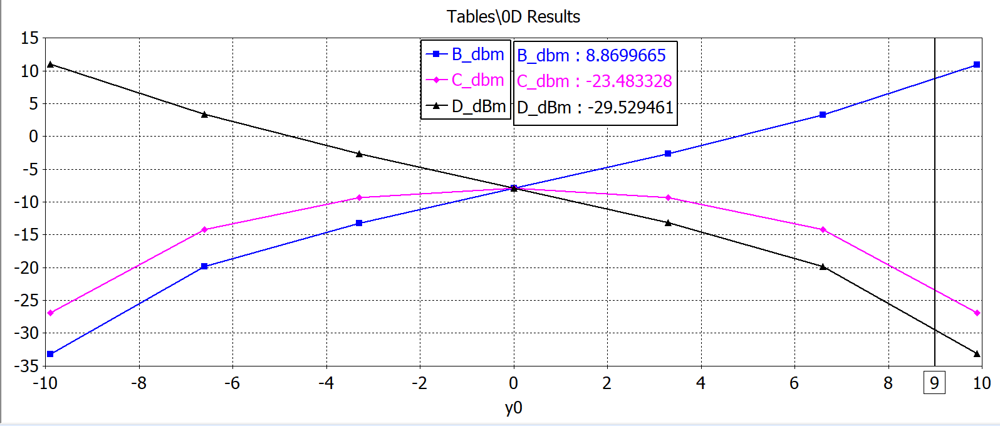 Tables\0D Results
15
10
5
0
-5
-10
-15
-20
-25
-30
-35
B_dbm
C_dbm
D_dBm
B_dbm : 8.8699665
C_dbm : -23.483328
D_dBm : -29.529461
-10 -8 -6 -4 -2 0 2 4 6 8 9 10
y0